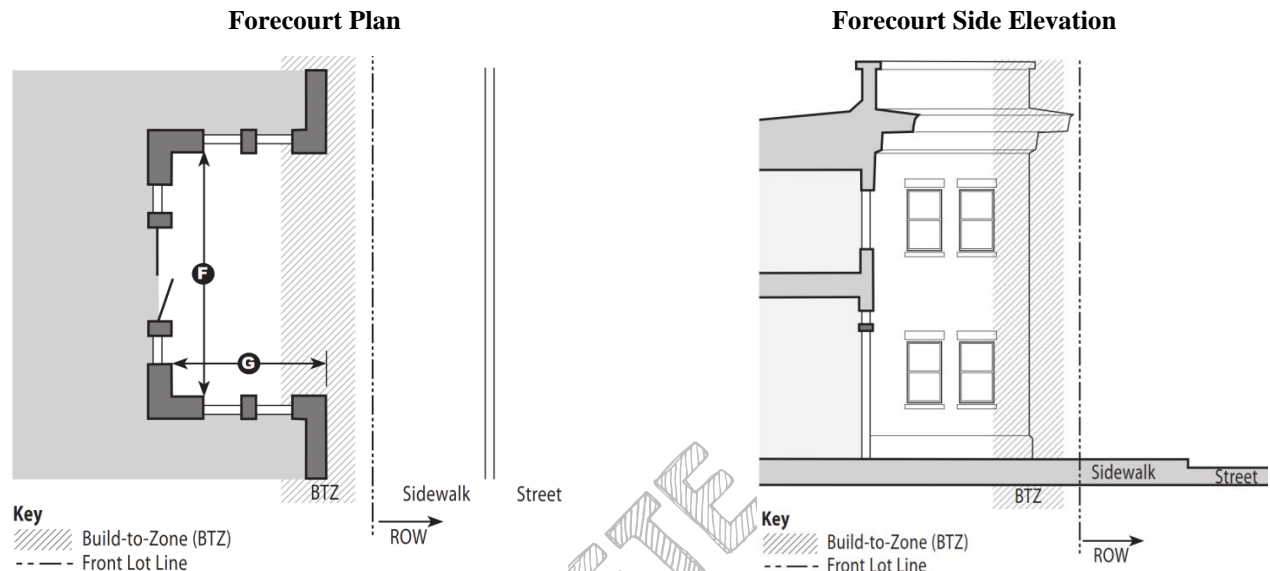 Forecourt Plan
Forecourt Side Elevation
F
G
BTZ
Sidewalk
Street
ROW
Key
Build-to-Zone (BTZ)
Front Lot Line
Sidewalk
Street
BTZ
ROW
Key
Build-to-Zone (BTZ)
Front Lot Line